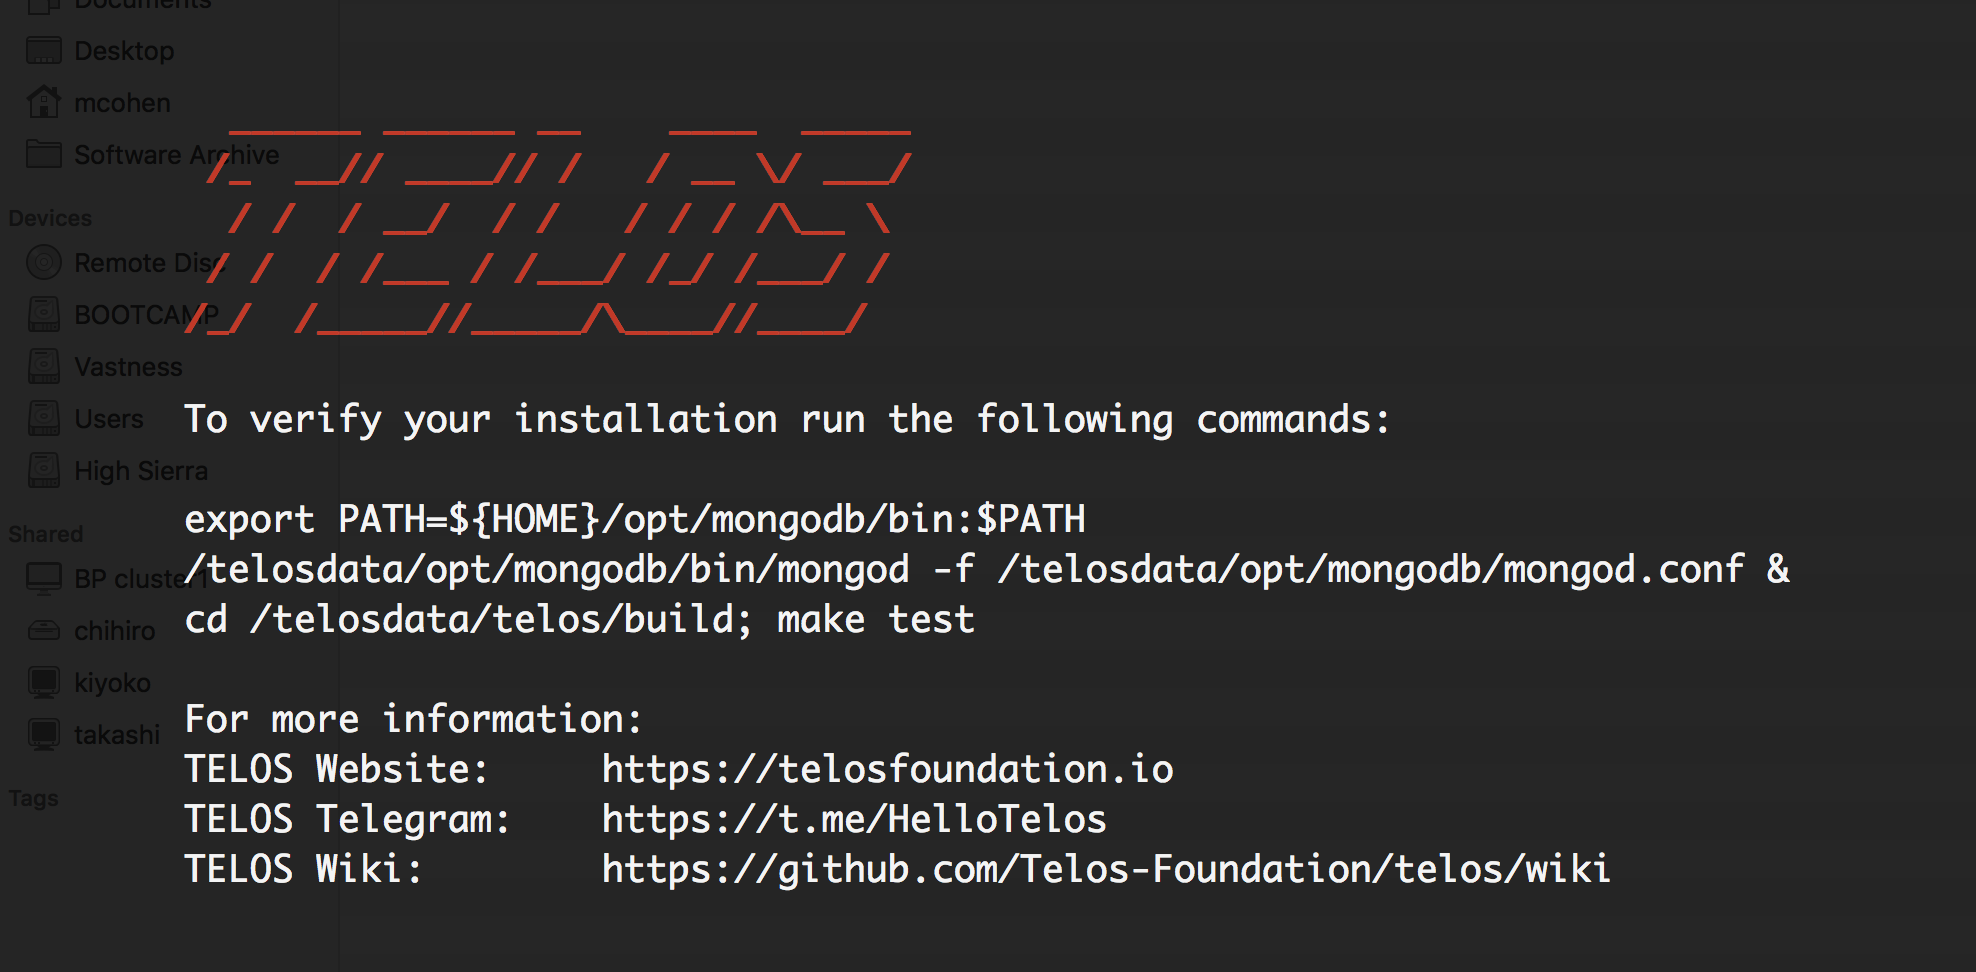 Documents
Desktop
mcohen
Software Archive
Devices
Remote Disc
BOOTCAMP
Vastness
Users
High Sierra
Shared
BP cluster1
chihiro
kiyoko
takashi
Tags
TELOS
To verify your installation run the following commands:
export PATH=${HOME}/opt/mongodb/bin:$PATH
/telosdata/opt/mongodb/bin/mongod -f /telosdata/opt/mongodb/mongod.conf &
cd /telosdata/telos/build; make test
For more information:
TELOS Website: https://telosfoundation.io
TELOS Telegram: https://t.me/HelloTelos
TELOS Wiki: https://github.com/Telos-Foundation/telos/wiki